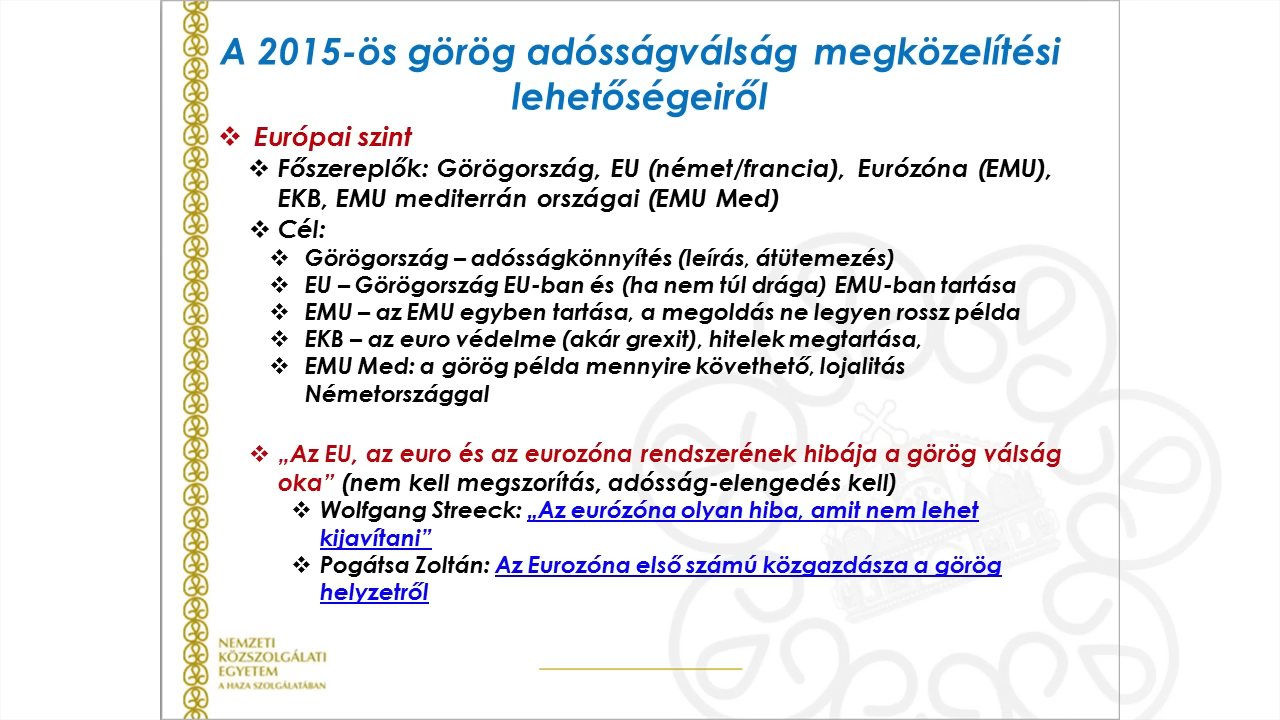 A 2015-ös görög adósságválság megközelítési
lehetőségeiről
❖ Európai szint
❖ Főszereplők: Görögország, EU (német/francia), Eurózóna (EMU),
EKB, EMU mediterrán országai (EMU Med)
❖ Cél:
❖ Görögország – adósságkönnyítés (leírás, átütemezés)
❖ EU – Görögország EU-ban és (ha nem túl drága) EMU-ban tartása
❖ EMU – az EMU egyben tartása, a megoldás ne legyen rossz példa
❖ EKB – az euro védelme (akár grexit), hitelek megtartása,
❖ EMU Med: a görög példa mennyire követhető, lojalitás
Németországgal
❖ „Az EU, az euro és az eurozóna rendszerének hibája a görög válság
oka” (nem kell megszorítás, adósság-elengedés kell)
❖ Wolfgang Streeck: „Az eurózóna olyan hiba, amit nem lehet
kijavítani”
❖ Pogátsa Zoltán: Az Eurozóna első számú közgazdásza a görög
helyzetről
NEMZETI
KÖZSZOLGÁLATI
EGYETEM
A HAZA SZOLGÁLATÁBAN